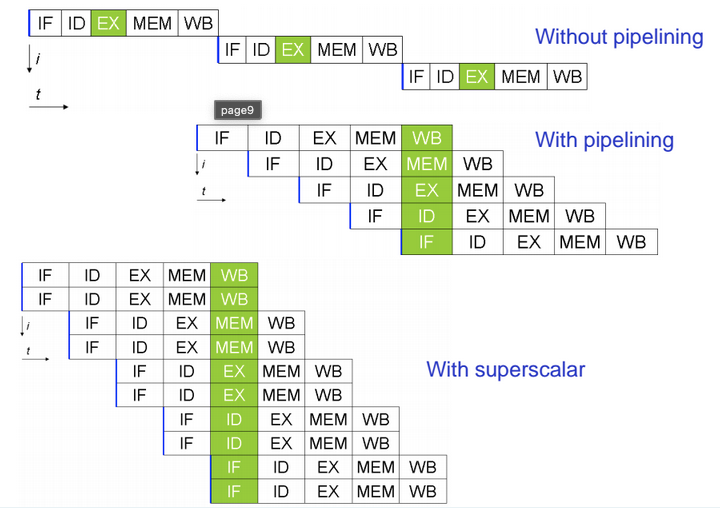 IF ID EX MEM WB
IF ID EX MEM WB
Without pipelining
i
IF ID EX MEM WB
t
page9
IF ID EX MEM WB
With pipelining
i
IF ID EX MEM WB
t
IF ID EX MEM WB
IF ID EX MEM WB
IF ID EX MEM WB
IF ID EX MEM WB
IF ID EX MEM WB
i
IF ID EX MEM WB
t
IF ID EX MEM WB
IF ID EX MEM WB
With superscalar
IF ID EX MEM WB
IF ID EX MEM WB
IF ID EX MEM WB
IF ID EX MEM WB
IF ID EX MEM WB